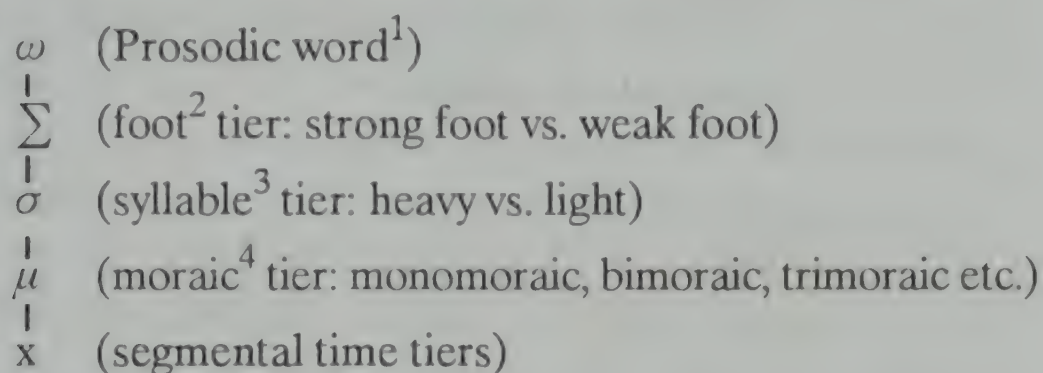 ω (Prosodic word¹)
Σ (foot² tier: strong foot vs. weak foot)
σ (syllable³ tier: heavy vs. light)
μ (moraic⁴ tier: monomoraic, bimoraic, trimoraic etc.)
x (segmental time tiers)